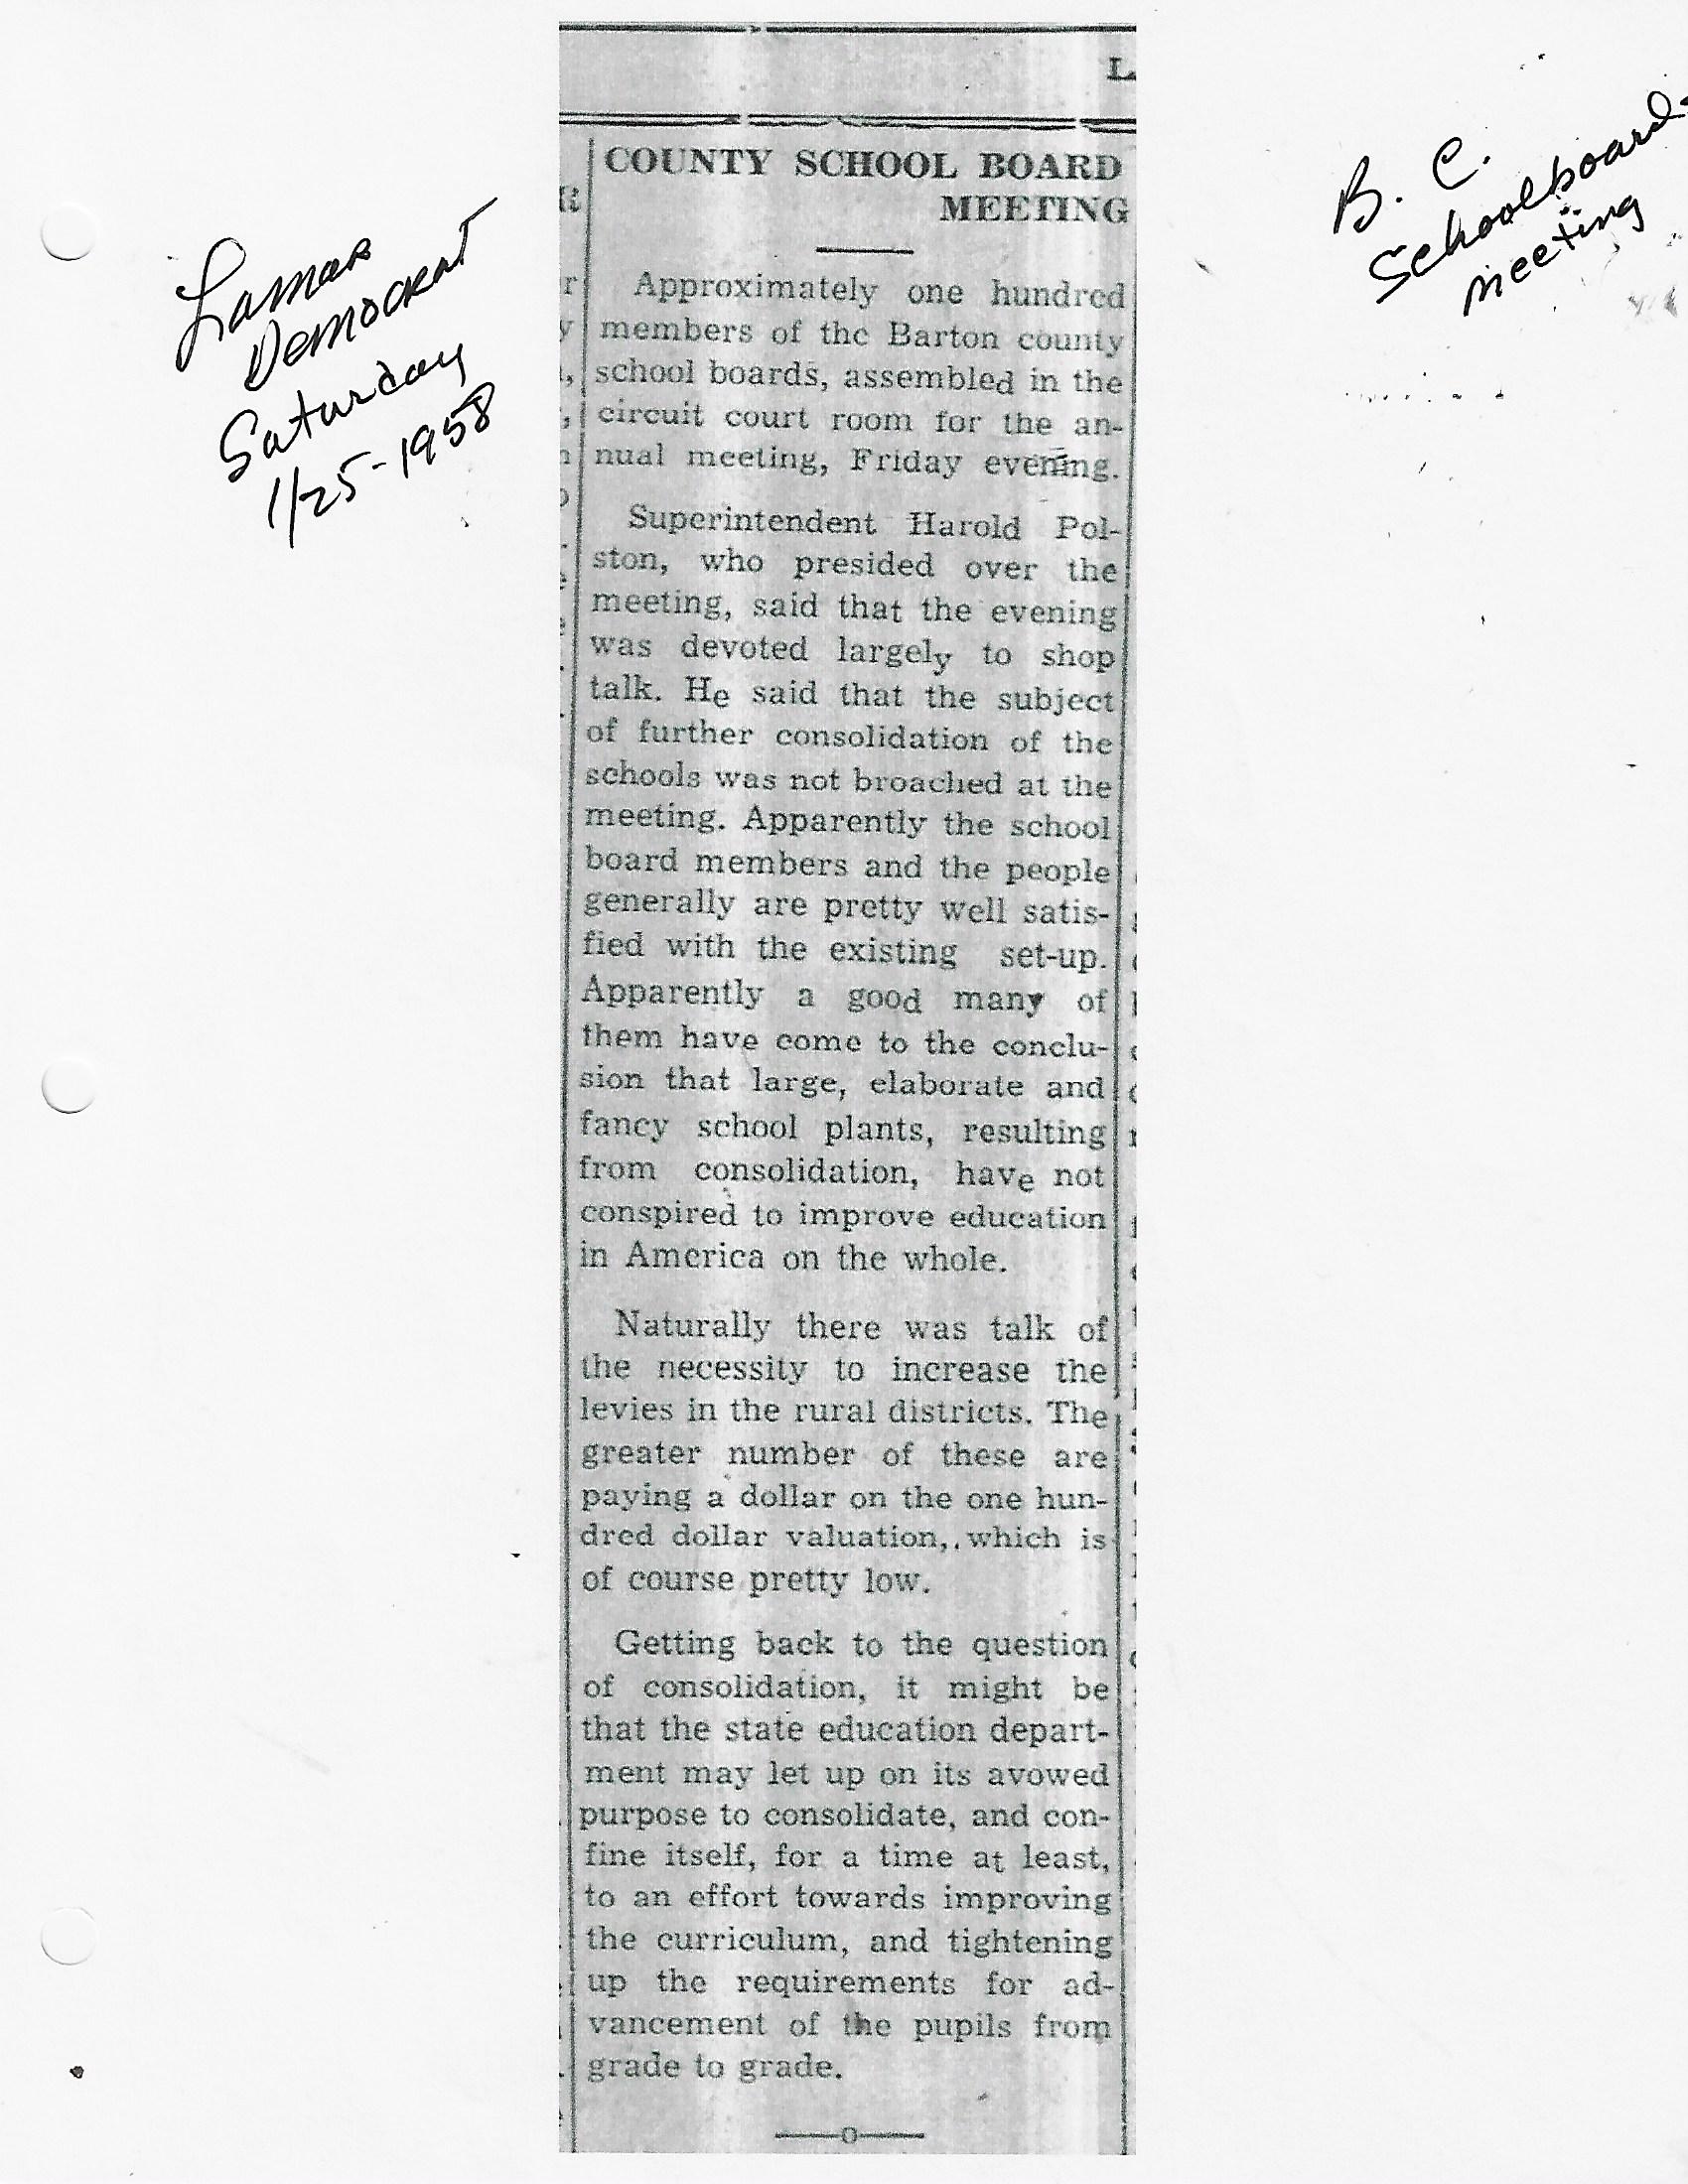 Lamar
Democrat
Saturday
1/25-1958
B. C.
Schoolboard
meeting
L
COUNTY SCHOOL BOARD
MEETING
Approximately one hundred
members of the Barton county
school boards, assembled in the
circuit court room for the an-
nual meeting, Friday evening.
Superintendent Harold Pol-
ston, who presided over the
meeting, said that the evening
was devoted largely to shop
talk. He said that the subject
of further consolidation of the
schools was not broached at the
meeting. Apparently the school
board members and the people
generally are pretty well satis-
fied with the existing set-up.
Apparently a good many of
them have come to the conclu-
sion that large, elaborate and
fancy school plants, resulting
from consolidation, have not
conspired to improve education
in America on the whole.
Naturally there was talk of
the necessity to increase the
levies in the rural districts. The
greater number of these are
paying a dollar on the one hun-
dred dollar valuation, which is
of course pretty low.
Getting back to the question
of consolidation, it might be
that the state education depart-
ment may let up on its avowed
purpose to consolidate, and con-
fine itself, for a time at least,
to an effort towards improving
the curriculum, and tightening
up the requirements for ad-
vancement of the pupils from
grade to grade.